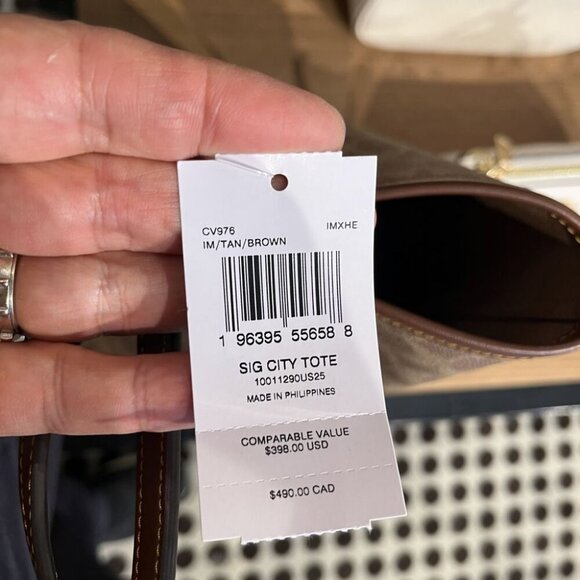 CV976 IMXHE
IM/TAN/BROWN
1 96395 55658 8
SIG CITY TOTE
10011290US25
MADE IN PHILIPPINES
COMPARABLE VALUE
$398.00 USD
$490.00 CAD